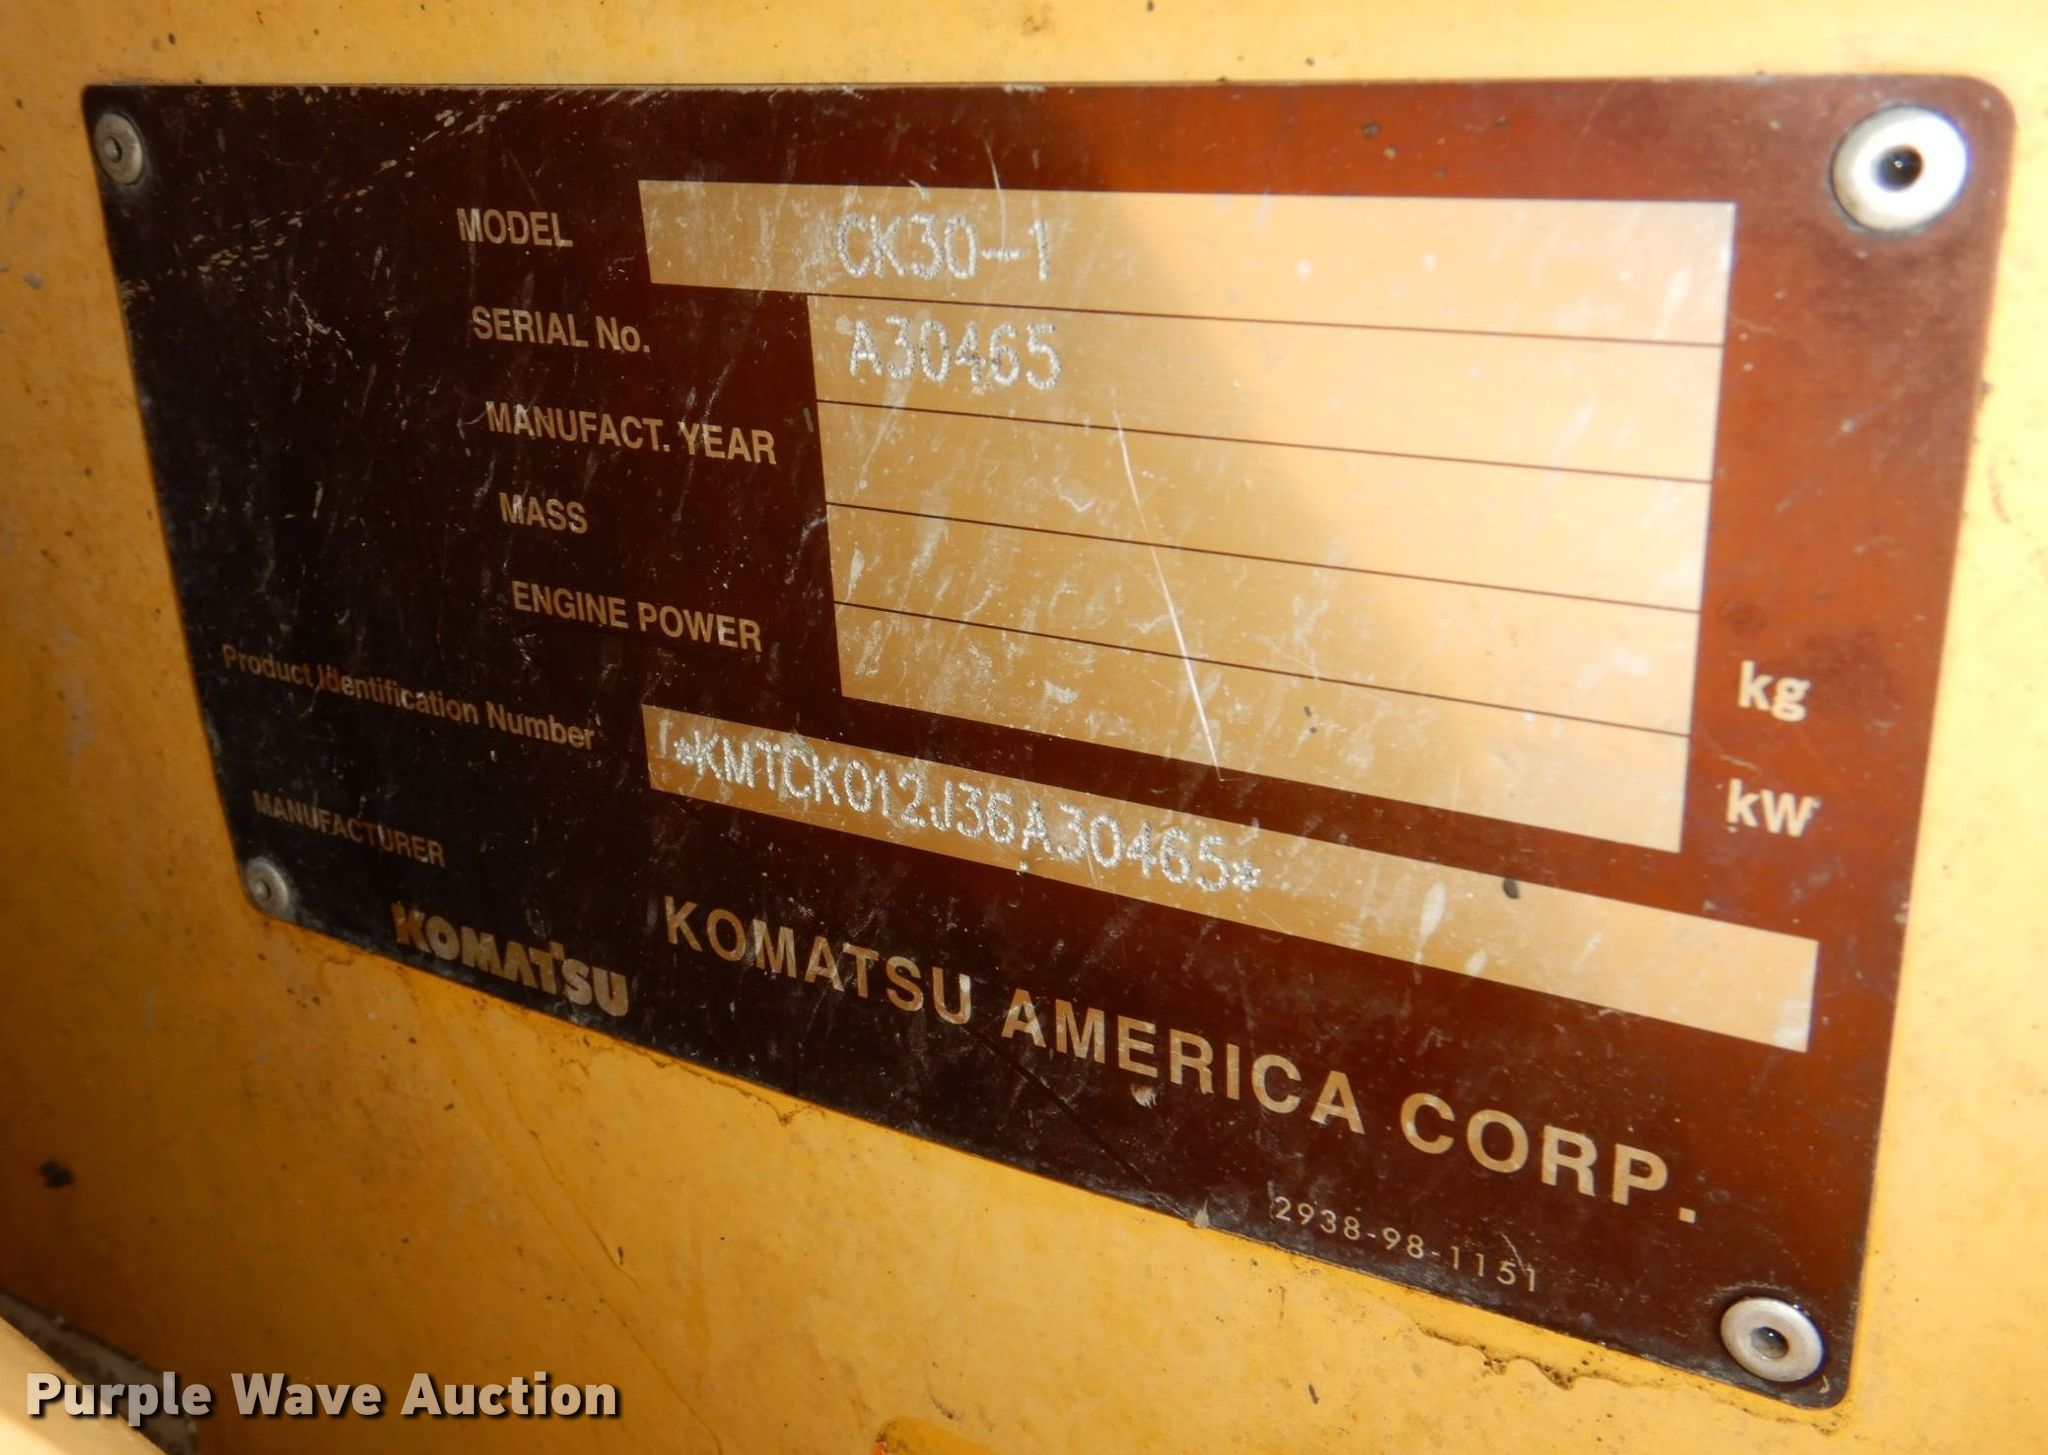 MODEL CK30-1
SERIAL No. A30465
MANUFACT. YEAR
MASS kg
ENGINE POWER kW
Product Identification Number *KMTCK012J36A30465*
MANUFACTURER
KOMATSU KOMATSU AMERICA CORP.
2938-98-1151
Purple Wave Auction